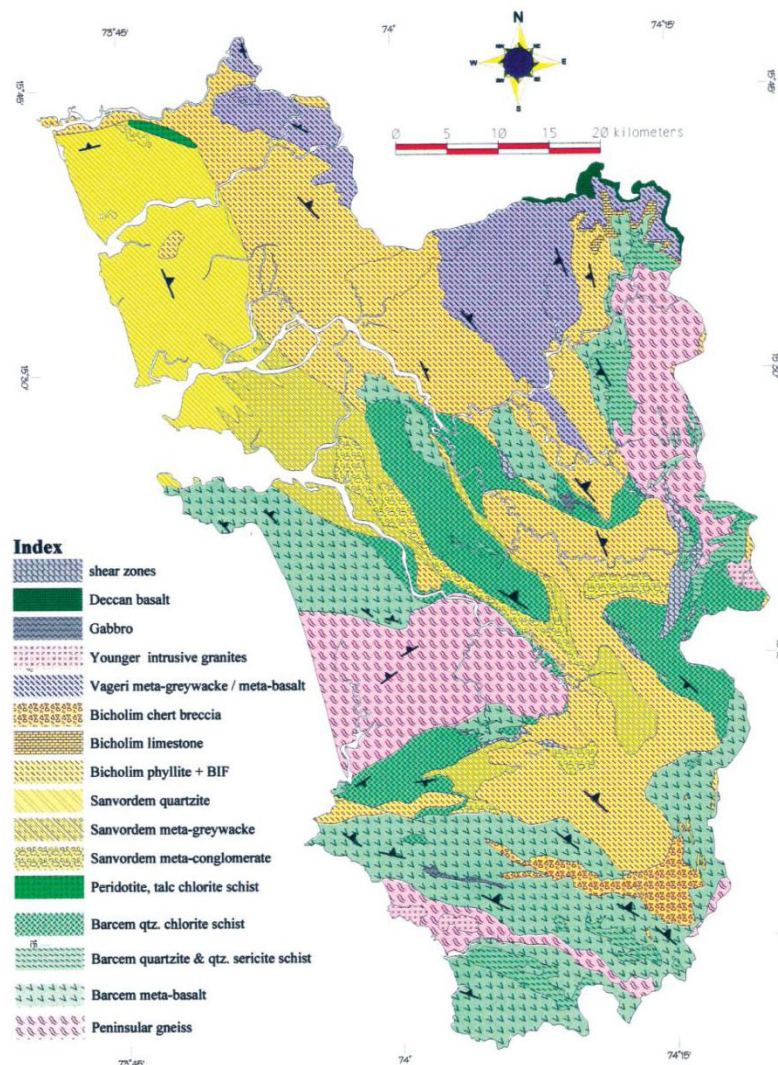 73°45'
74°
74°15'
N
W
E
S
15°45'
15°45'
0 5 10 15 20 kilometers
15°30'
15°30'
Index
shear zones
Deccan basalt
Gabbro
Younger intrusive granites
Vageri meta-greywacke / meta-basalt
Bicholim chert breccia
Bicholim limestone
Bicholim phyllite + BIF
Sanvordem quartzite
Sanvordem meta-greywacke
Sanvordem meta-conglomerate
Peridotite, talc chlorite schist
Barcem qtz. chlorite schist
Barcem quartzite & qtz. sericite schist
Barcem meta-basalt
Peninsular gneiss
73°45'
74°
74°15'